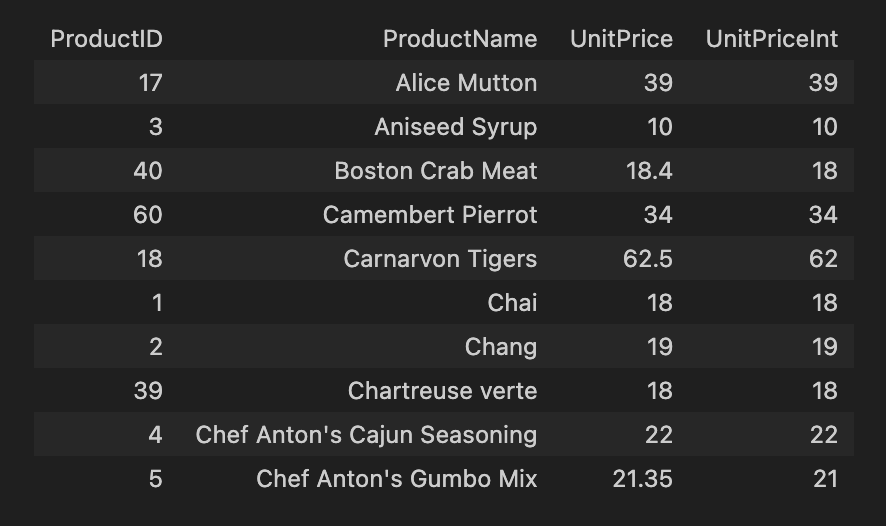 ProductID ProductName UnitPrice UnitPriceInt
17 Alice Mutton 39 39
3 Aniseed Syrup 10 10
40 Boston Crab Meat 18.4 18
60 Camembert Pierrot 34 34
18 Carnarvon Tigers 62.5 62
1 Chai 18 18
2 Chang 19 19
39 Chartreuse verte 18 18
4 Chef Anton's Cajun Seasoning 22 22
5 Chef Anton's Gumbo Mix 21.35 21